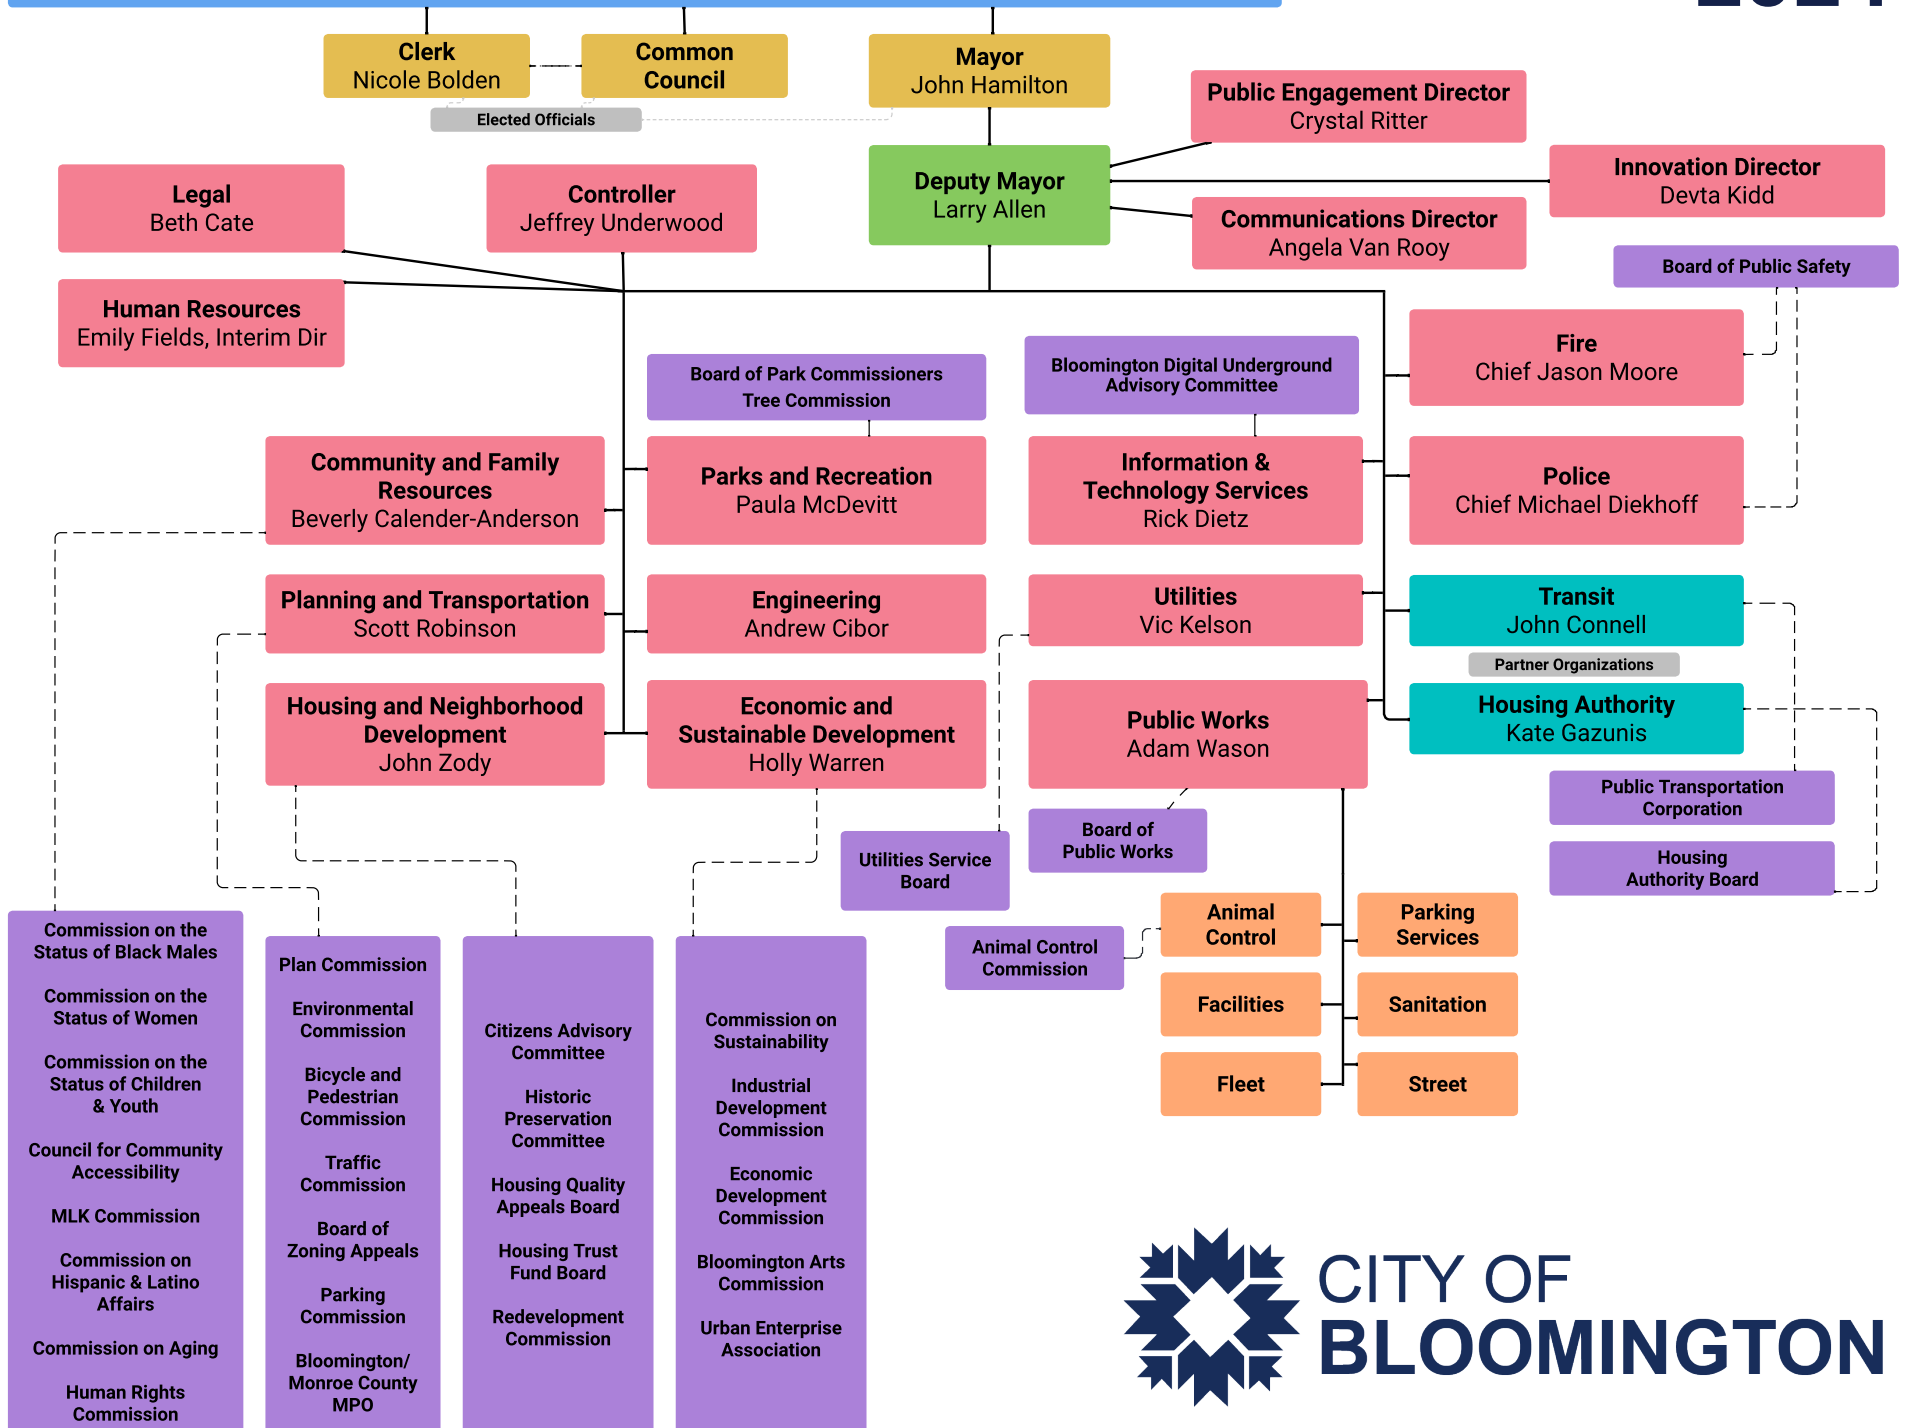 Clerk
Nicole Bolden
Common
Council
Mayor
John Hamilton
Elected Officials
Public Engagement Director
Crystal Ritter
Deputy Mayor
Larry Allen
Innovation Director
Devta Kidd
Communications Director
Angela Van Rooy
Legal
Beth Cate
Controller
Jeffrey Underwood
Human Resources
Emily Fields, Interim Dir
Board of Public Safety
Fire
Chief Jason Moore
Board of Park Commissioners
Tree Commission
Bloomington Digital Underground
Advisory Committee
Community and Family
Resources
Beverly Calender-Anderson
Parks and Recreation
Paula McDevitt
Information &
Technology Services
Rick Dietz
Police
Chief Michael Diekhoff
Planning and Transportation
Scott Robinson
Engineering
Andrew Cibor
Utilities
Vic Kelson
Transit
John Connell
Partner Organizations
Housing and Neighborhood
Development
John Zody
Economic and
Sustainable Development
Holly Warren
Public Works
Adam Wason
Housing Authority
Kate Gazunis
Public Transportation
Corporation
Housing
Authority Board
Board of
Public Works
Utilities Service
Board
Animal Control
Commission
Animal
Control
Parking
Services
Facilities
Sanitation
Fleet
Street
Commission on the
Status of Black Males
Commission on the
Status of Women
Commission on the
Status of Children
& Youth
Council for Community
Accessibility
MLK Commission
Commission on
Hispanic & Latino
Affairs
Commission on Aging
Human Rights
Commission
Plan Commission
Environmental
Commission
Bicycle and
Pedestrian
Commission
Traffic
Commission
Board of
Zoning Appeals
Parking
Commission
Bloomington/
Monroe County
MPO
Citizens Advisory
Committee
Historic
Preservation
Committee
Housing Quality
Appeals Board
Housing Trust
Fund Board
Redevelopment
Commission
Commission on
Sustainability
Industrial
Development
Commission
Economic
Development
Commission
Bloomington Arts
Commission
Urban Enterprise
Association
CITY OF
BLOOMINGTON